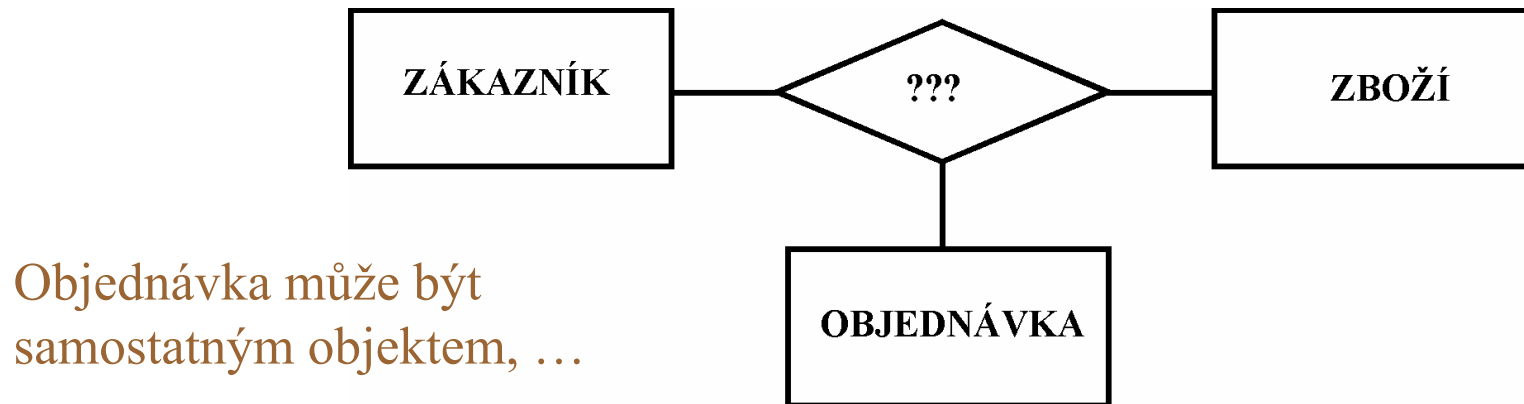 ZÁKAZNÍK
???
ZBOŽÍ
OBJEDNÁVKA
Objednávka může být
samostatným objektem, …